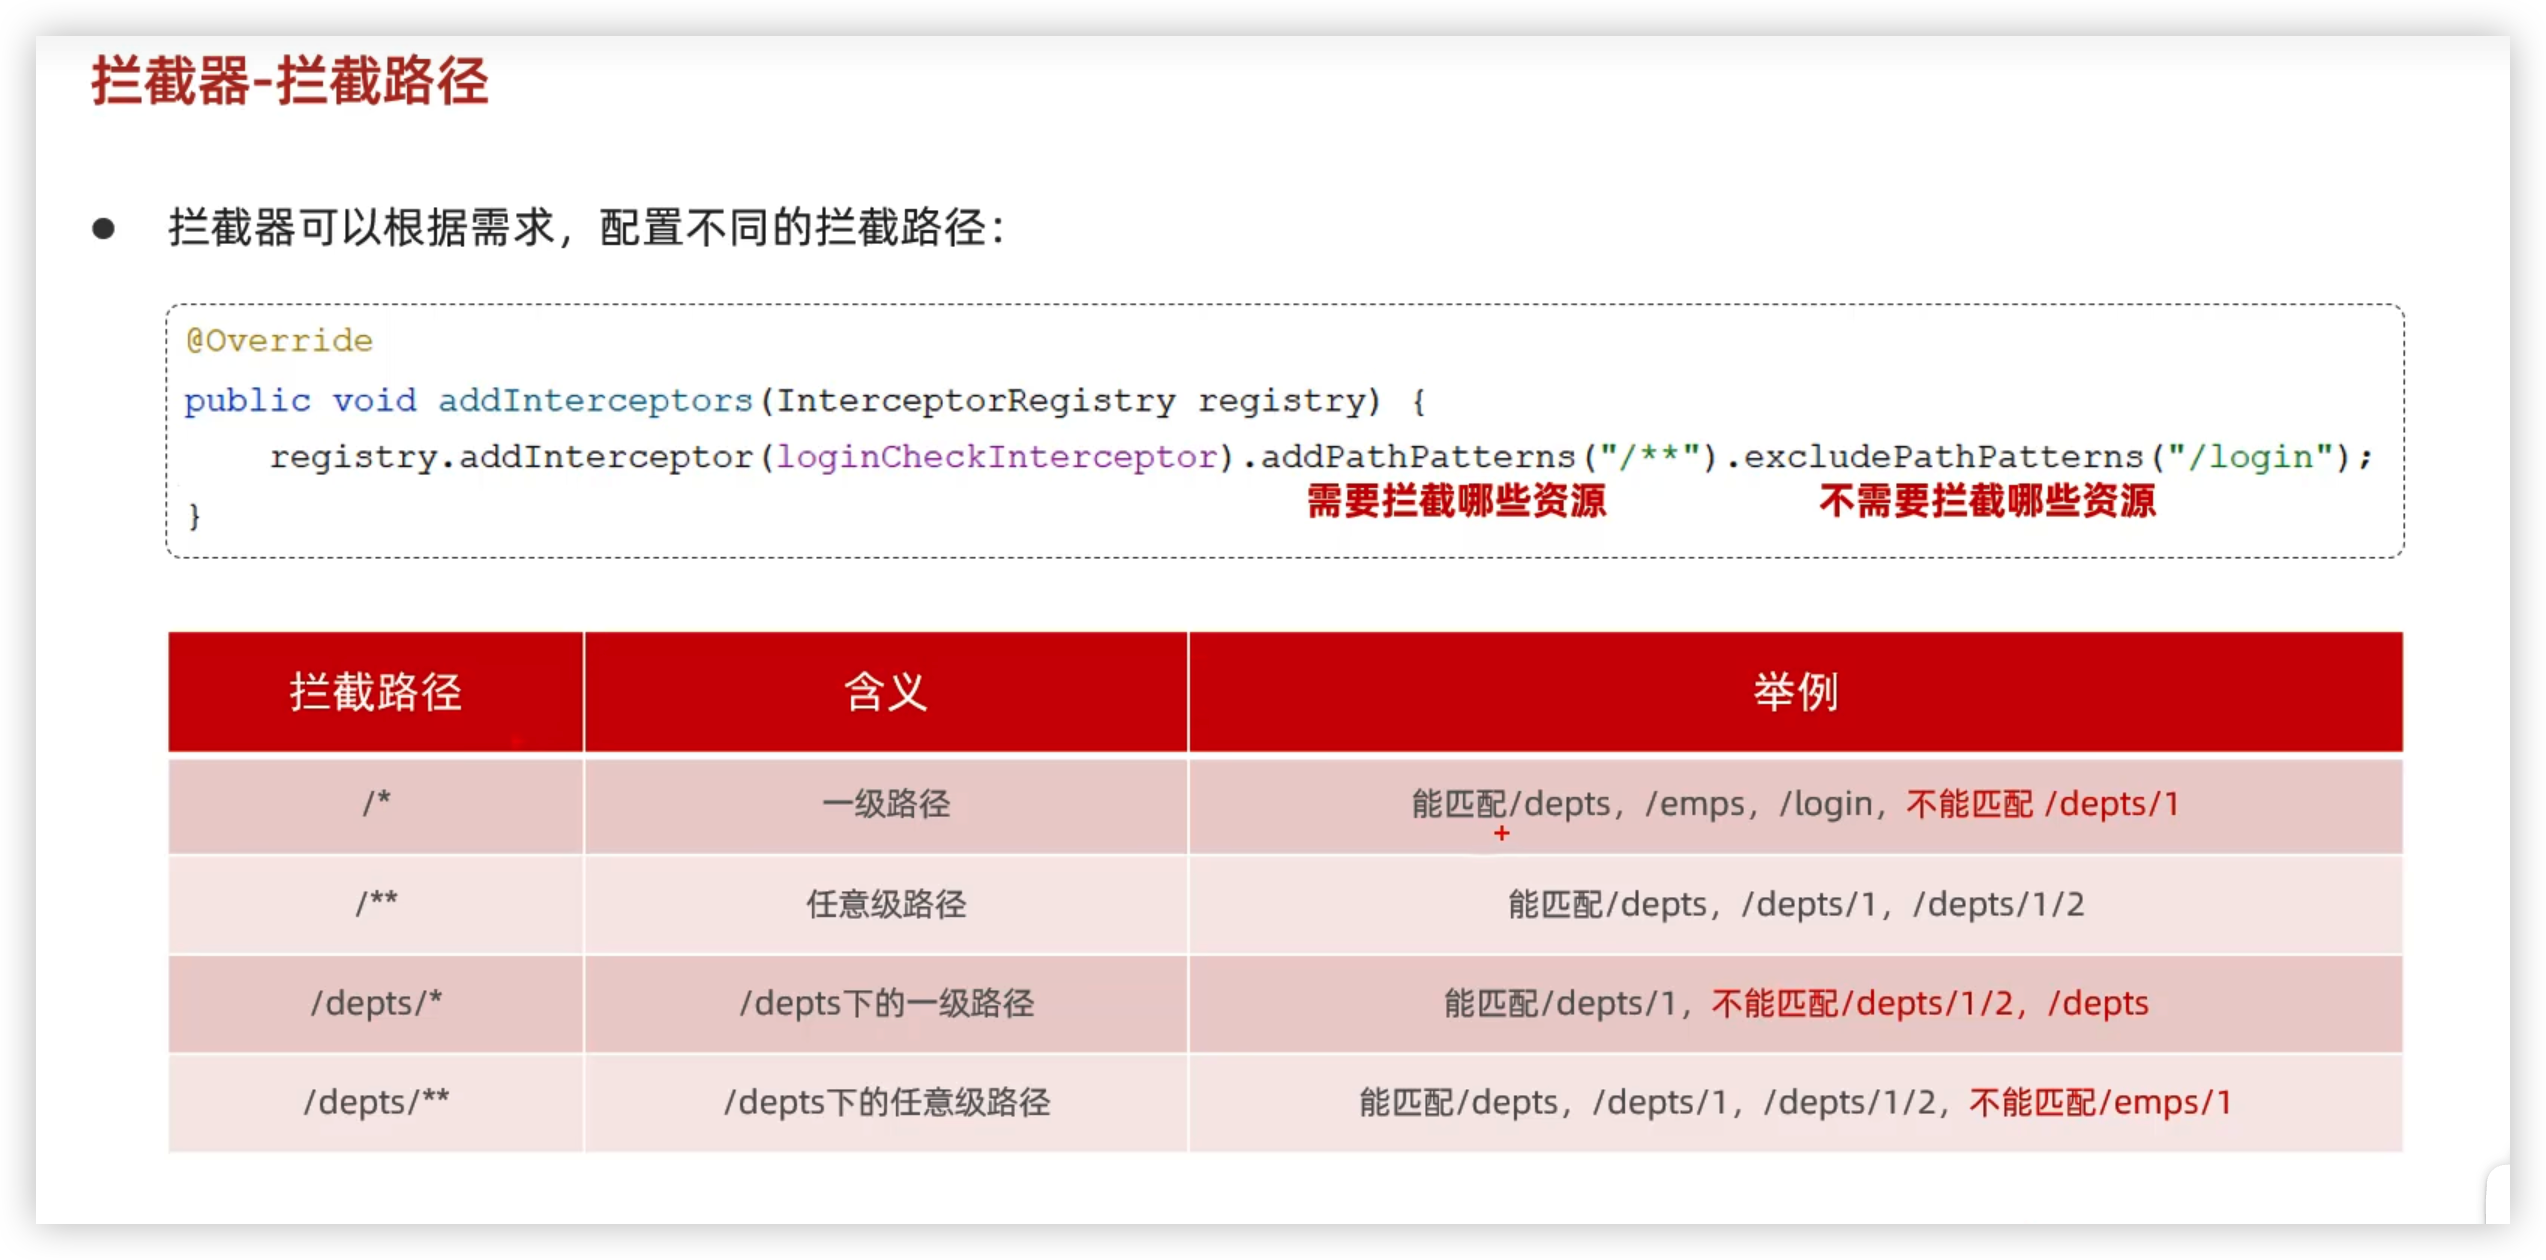 拦截器-拦截路径
● 拦截器可以根据需求，配置不同的拦截路径：
@Override
public void addInterceptors(InterceptorRegistry registry) {
    registry.addInterceptor(loginCheckInterceptor).addPathPatterns("/**").excludePathPatterns("/login");
需要拦截哪些资源 不需要拦截哪些资源
}
拦截路径 含义 举例
/* 一级路径 能匹配/depts，/emps，/login，不能匹配 /depts/1
/** 任意级路径 能匹配/depts，/depts/1，/depts/1/2
/depts/* /depts下的一级路径 能匹配/depts/1，不能匹配/depts/1/2，/depts
/depts/** /depts下的任意级路径 能匹配/depts，/depts/1，/depts/1/2，不能匹配/emps/1